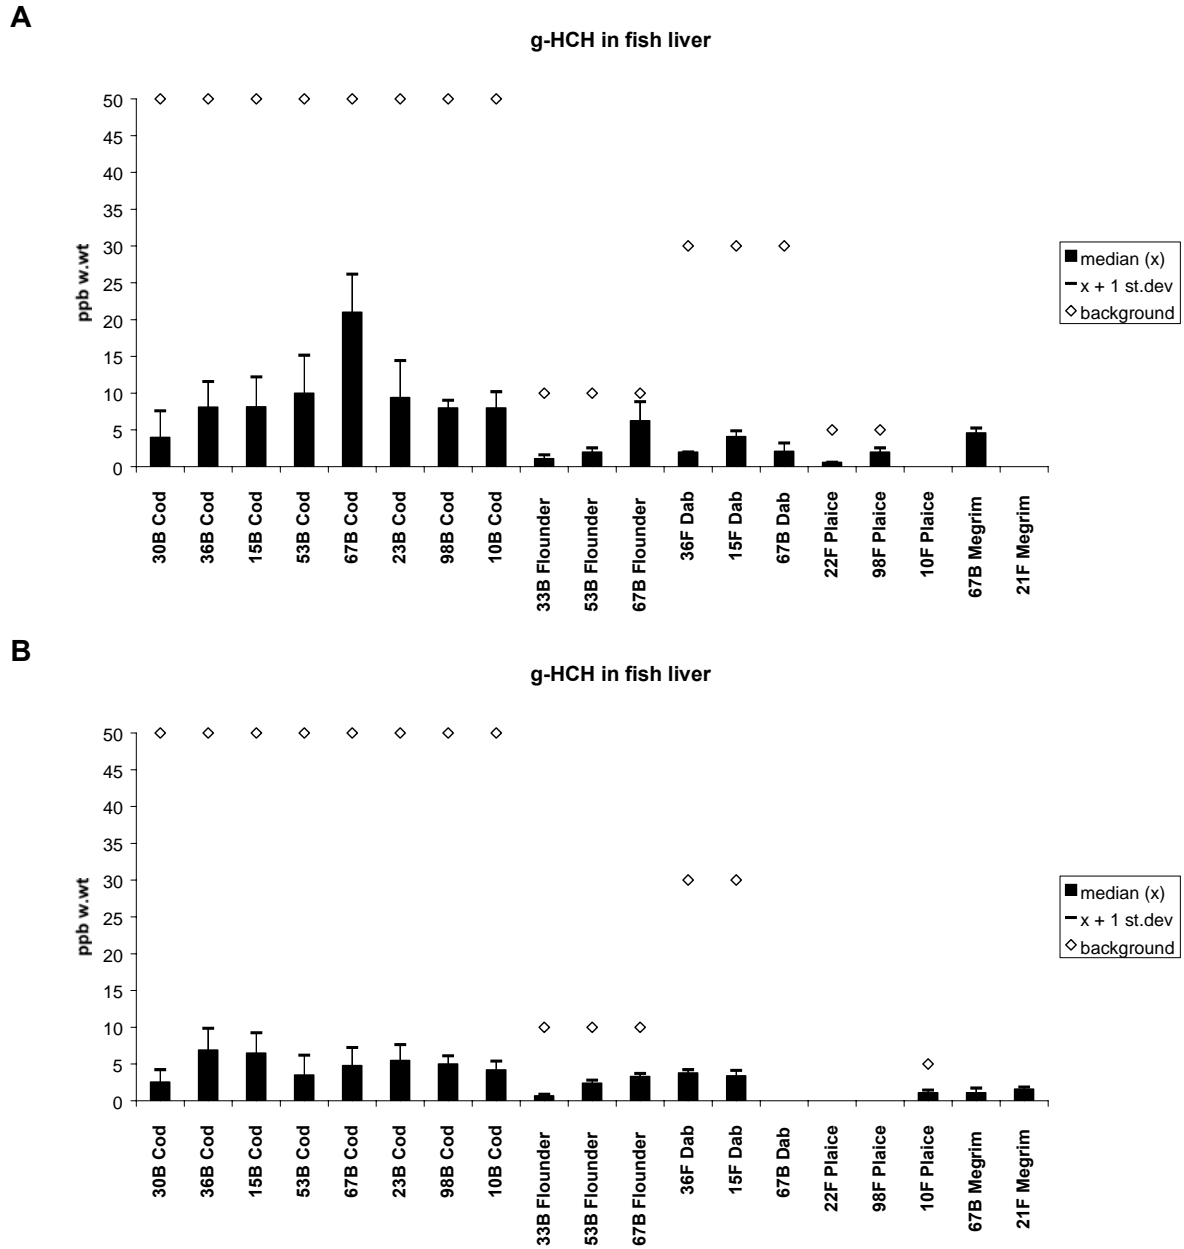 A
g-HCH in fish liver
50
45
40
35
30
25
20
15
10
5
0
ppb w.wt
30B Cod
36B Cod
15B Cod
53B Cod
67B Cod
23B Cod
98B Cod
10B Cod
33B Flounder
53B Flounder
67B Flounder
36F Dab
15F Dab
67B Dab
22F Plaice
98F Plaice
10F Plaice
67B Megrim
21F Megrim
median (x)
x + 1 st.dev
background
B
g-HCH in fish liver
50
45
40
35
30
25
20
15
10
5
0
ppb w.wt
30B Cod
36B Cod
15B Cod
53B Cod
67B Cod
23B Cod
98B Cod
10B Cod
33B Flounder
53B Flounder
67B Flounder
36F Dab
15F Dab
67B Dab
22F Plaice
98F Plaice
10F Plaice
67B Megrim
21F Megrim
median (x)
x + 1 st.dev
background